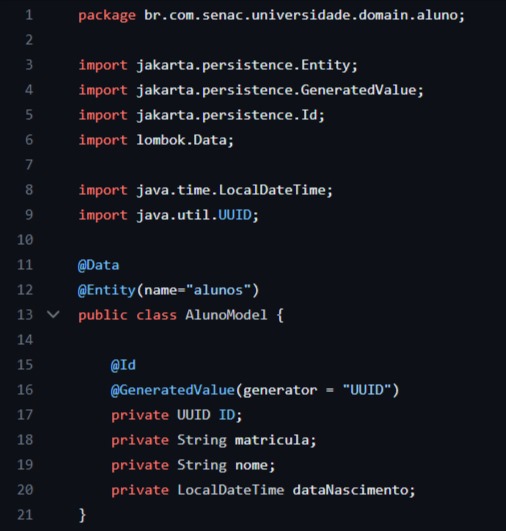 1 package br.com.senac.universidade.domain.aluno;
2
3 import jakarta.persistence.Entity;
4 import jakarta.persistence.GeneratedValue;
5 import jakarta.persistence.Id;
6 import lombok.Data;
7
8 import java.time.LocalDateTime;
9 import java.util.UUID;
10
11 @Data
12 @Entity(name="alunos")
13 public class AlunoModel {
14
15 @Id
16 @GeneratedValue(generator = "UUID")
17 private UUID ID;
18 private String matricula;
19 private String nome;
20 private LocalDateTime dataNascimento;
21 }